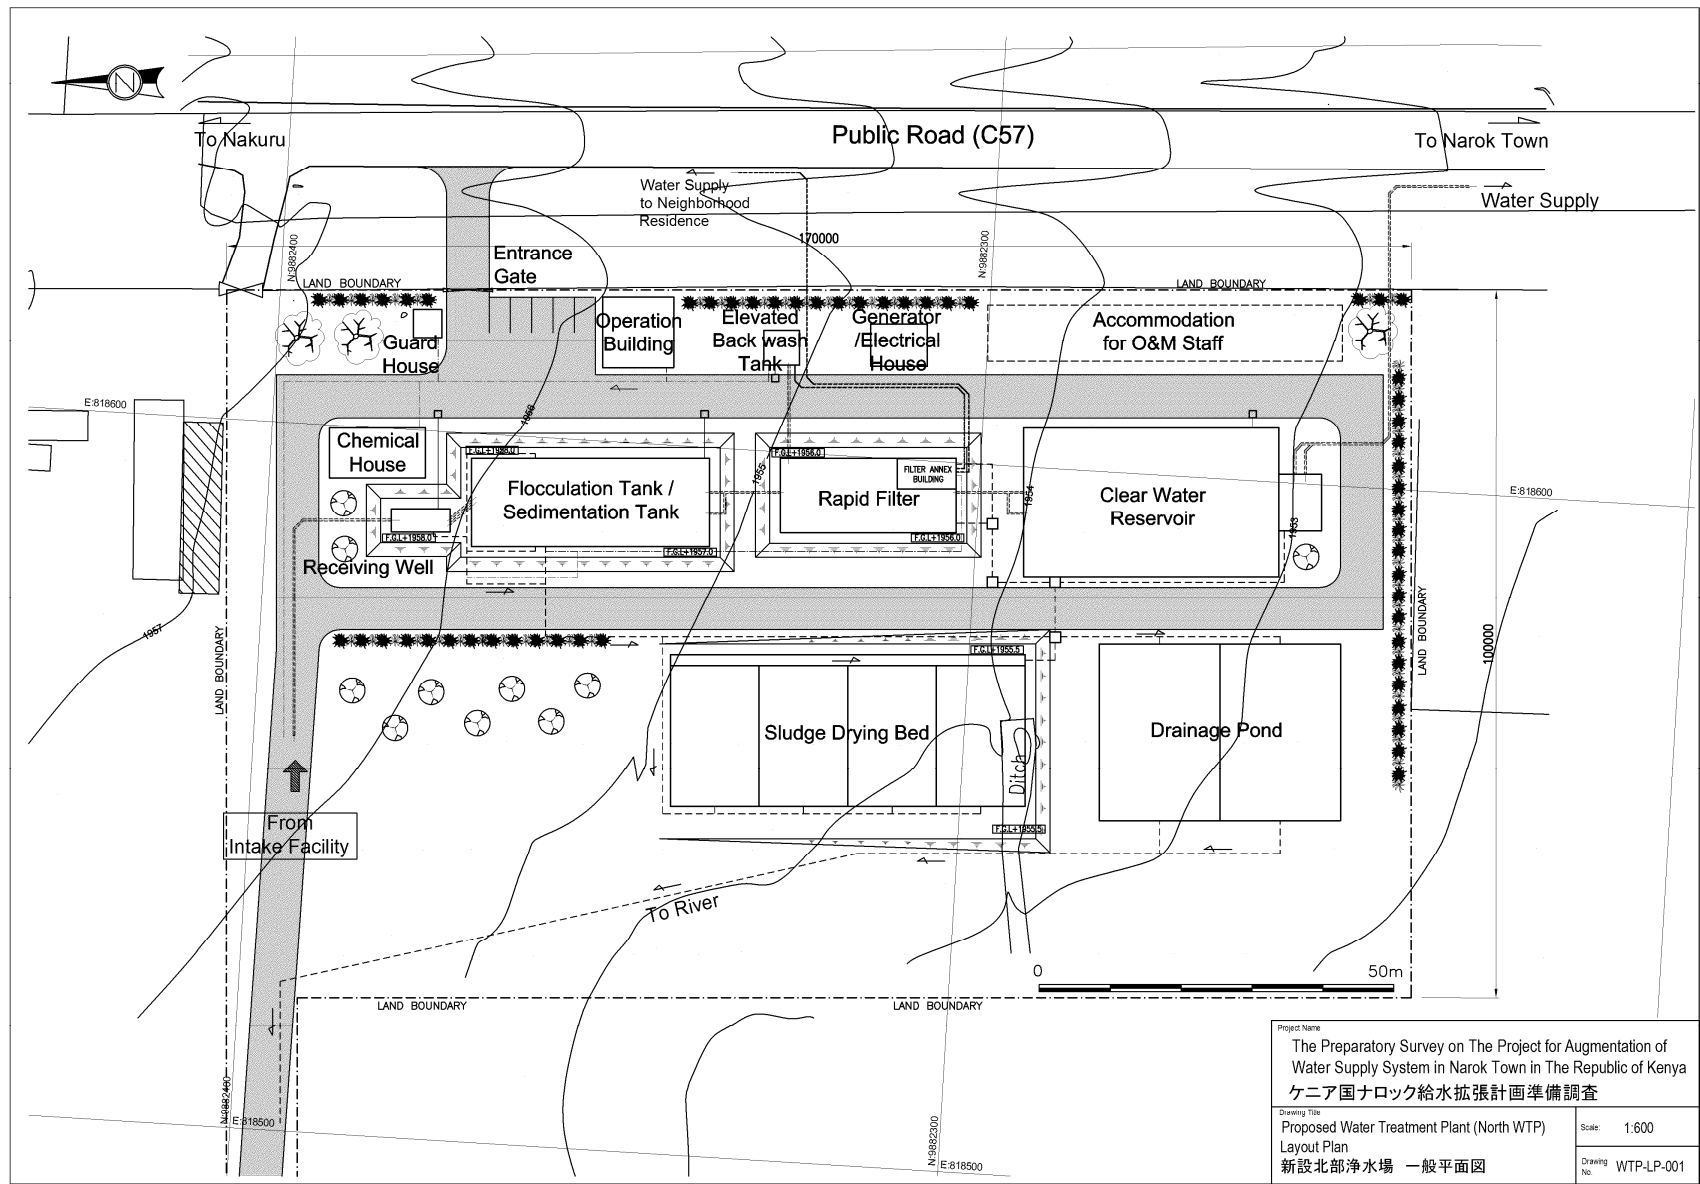 N
To Nakuru
Public Road (C57)
To Narok Town
Water Supply
to Neighborhood
Residence
Water Supply
170000
N:9882400
N:9882300
Entrance
Gate
LAND BOUNDARY
LAND BOUNDARY
Guard
House
Operation
Building
Elevated
Back wash
Tank
Generator
/Electrical
House
Accommodation
for O&M Staff
E:818600
1956
Chemical
House
F.G.L+1958.0
Flocculation Tank /
Sedimentation Tank
1955
F.G.L+1956.0
FILTER ANNEX
BUILDING
Rapid Filter
1954
Clear Water
Reservoir
1953
E:818600
F.G.L+1958.0
F.G.L+1957.0
F.G.L+1956.0
Receiving Well
1957
LAND BOUNDARY
LAND BOUNDARY
100000
F.G.L+1955.5
Sludge Drying Bed
Ditch
Drainage Pond
F.G.L+1955.5
From
Intake Facility
To River
0 50m
LAND BOUNDARY
LAND BOUNDARY
N:9882400
E:818500
N:9882300
E:818500
Project Name
The Preparatory Survey on The Project for Augmentation of
Water Supply System in Narok Town in The Republic of Kenya
ケニア国ナロック給水拡張計画準備調査
Drawing Title
Proposed Water Treatment Plant (North WTP)
Layout Plan
新設北部浄水場 一般平面図
Scale: 1:600
Drawing
No. WTP-LP-001